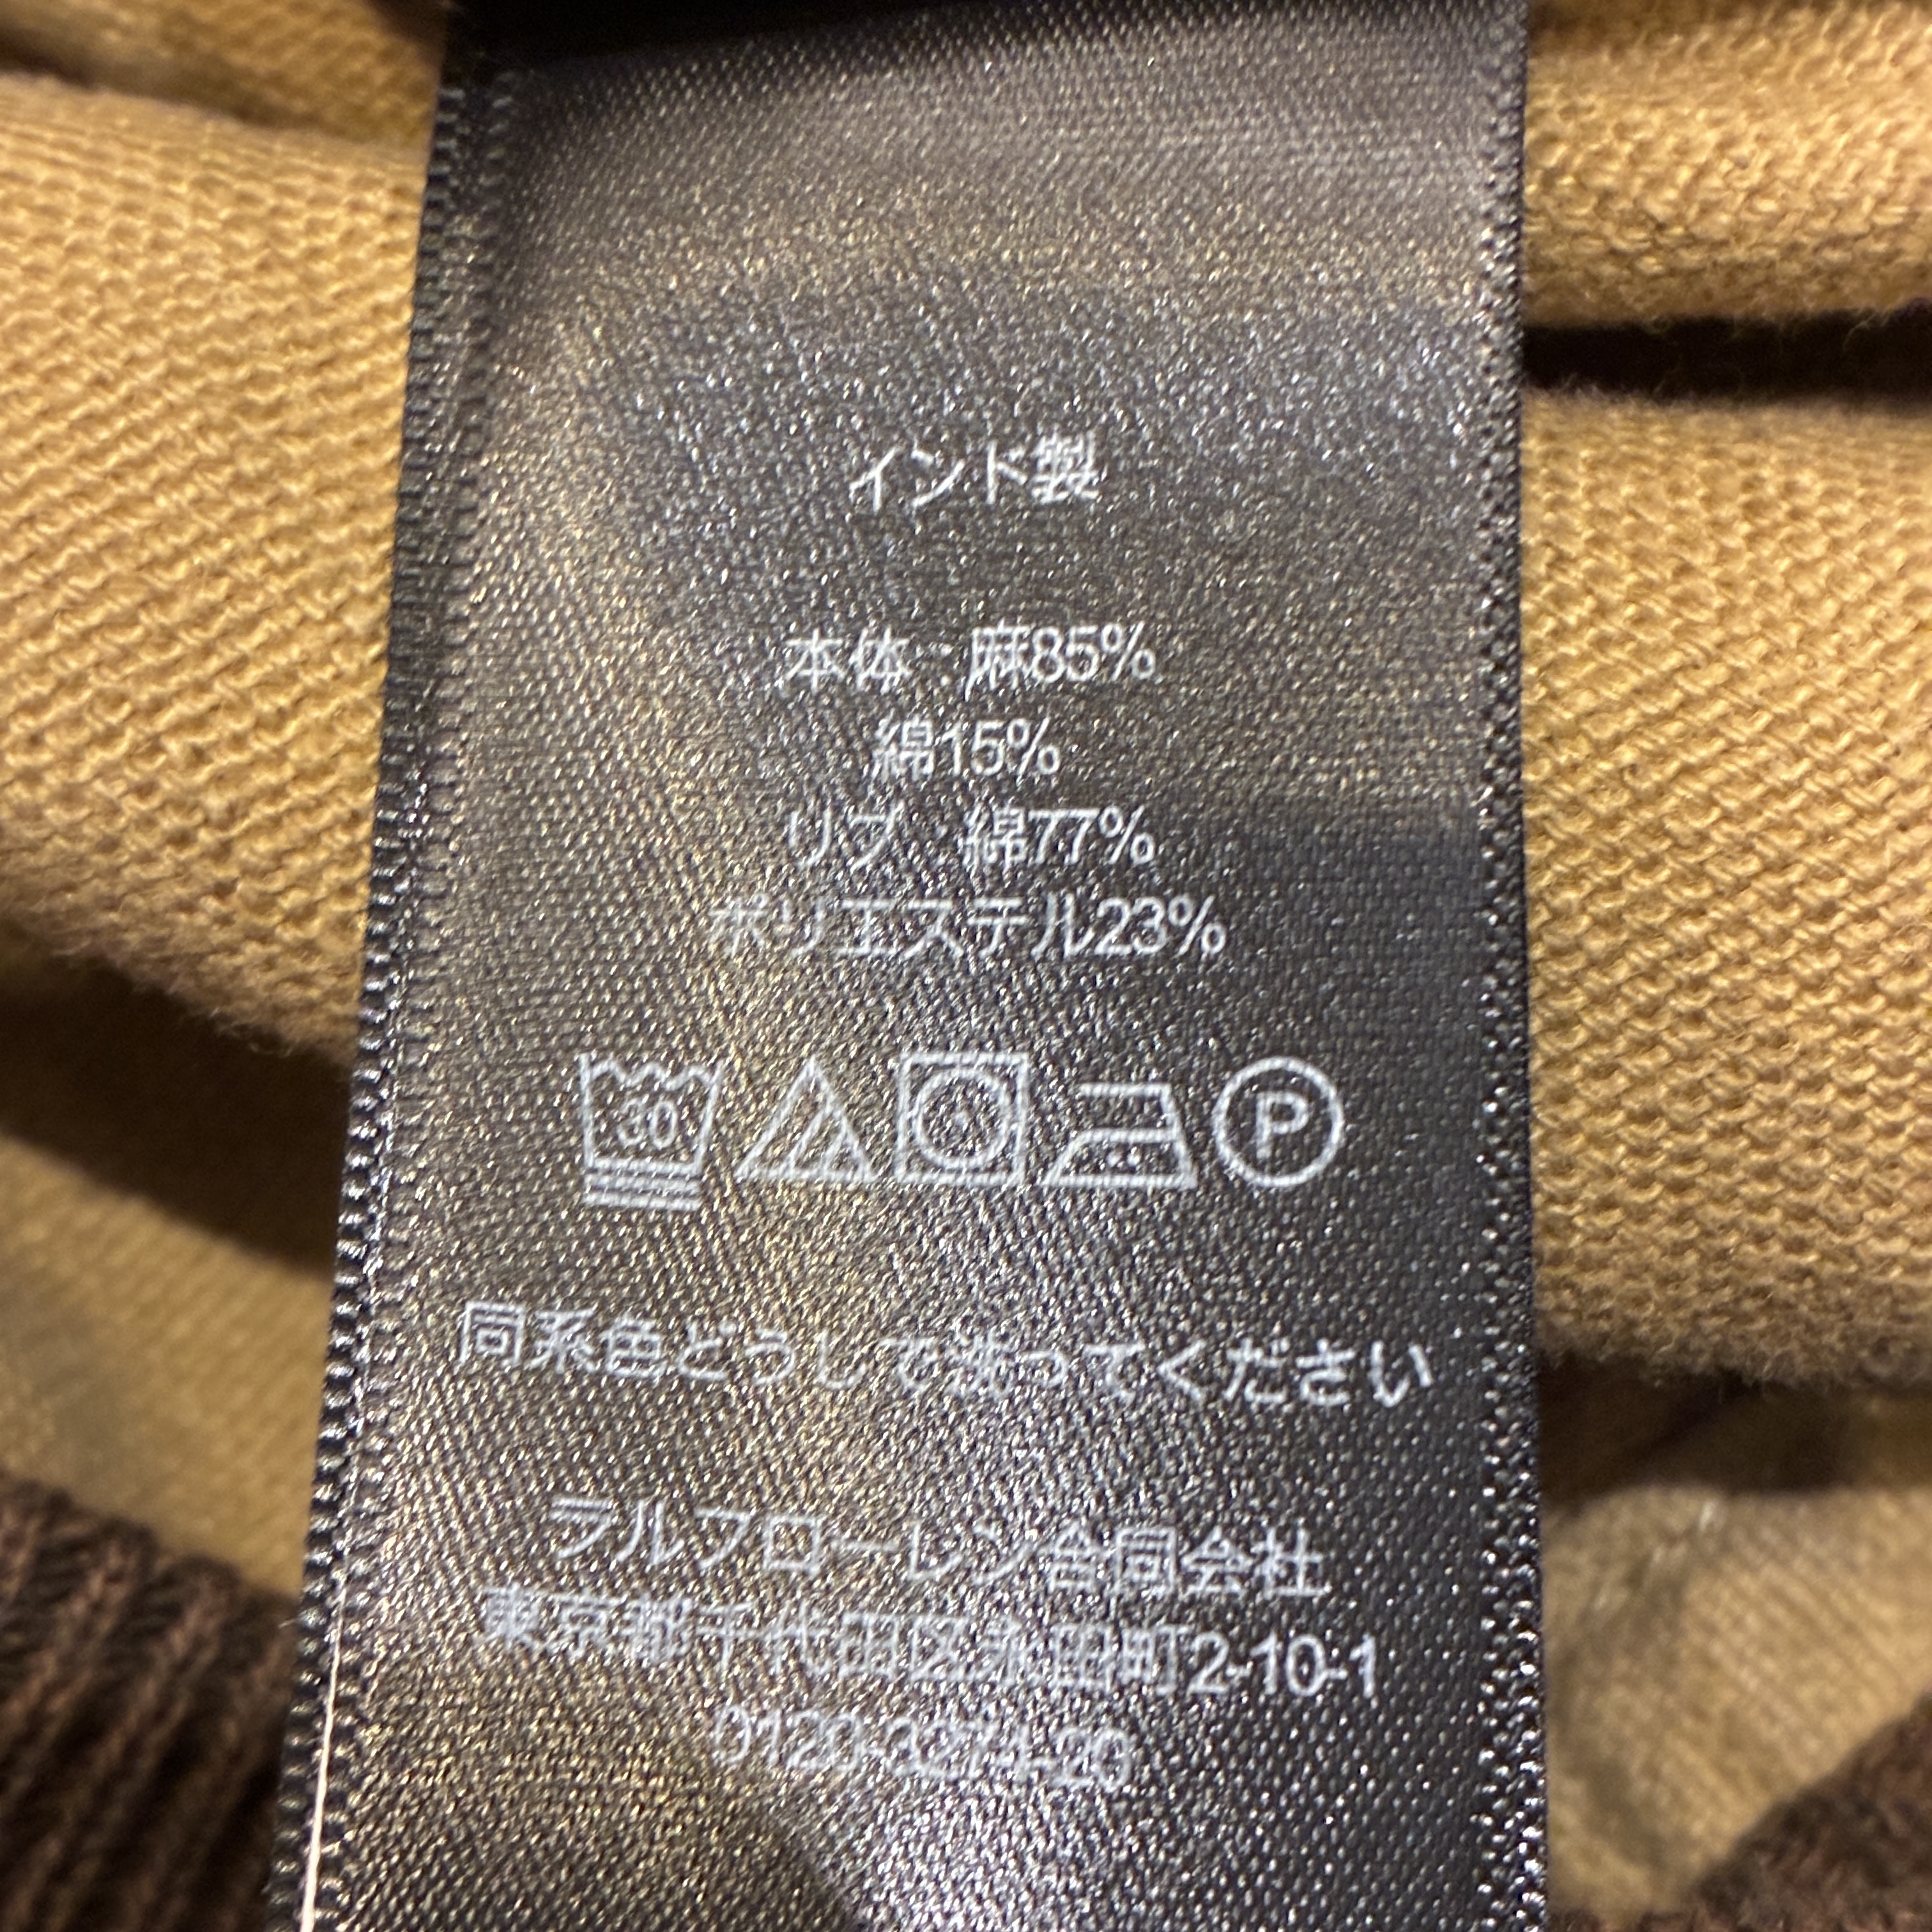 インド製
本体：麻85%
綿15%
リブ：綿77%
ポリエステル23%
30
P
同系色どうしで洗ってください
ラルフローレン合同会社
東京都千代田区永田町2-10-1
0120-3274-20